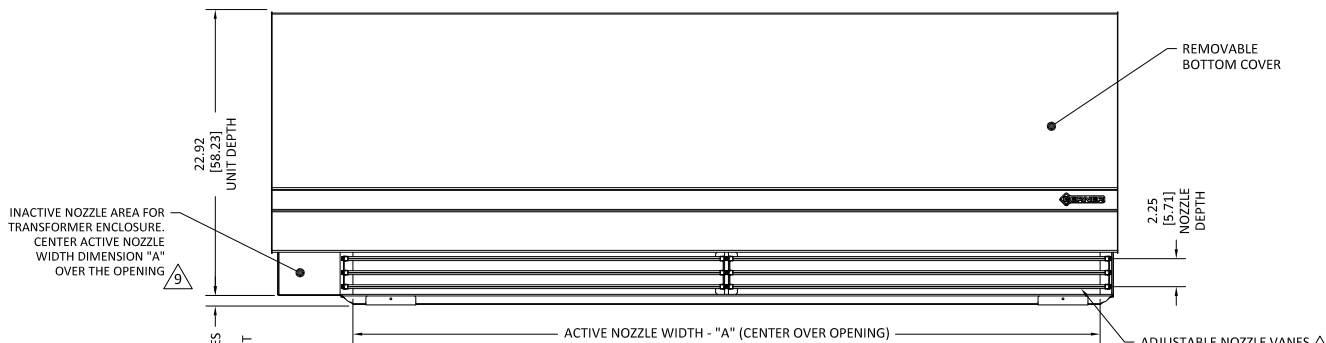 REMOVABLE
BOTTOM COVER
22.92
[58.23]
UNIT DEPTH
BERNER
2.25
[5.71]
NOZZLE
DEPTH
INACTIVE NOZZLE AREA FOR
TRANSFORMER ENCLOSURE.
CENTER ACTIVE NOZZLE
WIDTH DIMENSION "A"
OVER THE OPENING
9
ACTIVE NOZZLE WIDTH - "A" (CENTER OVER OPENING)
ADJUSTABLE NOZZLE VANES